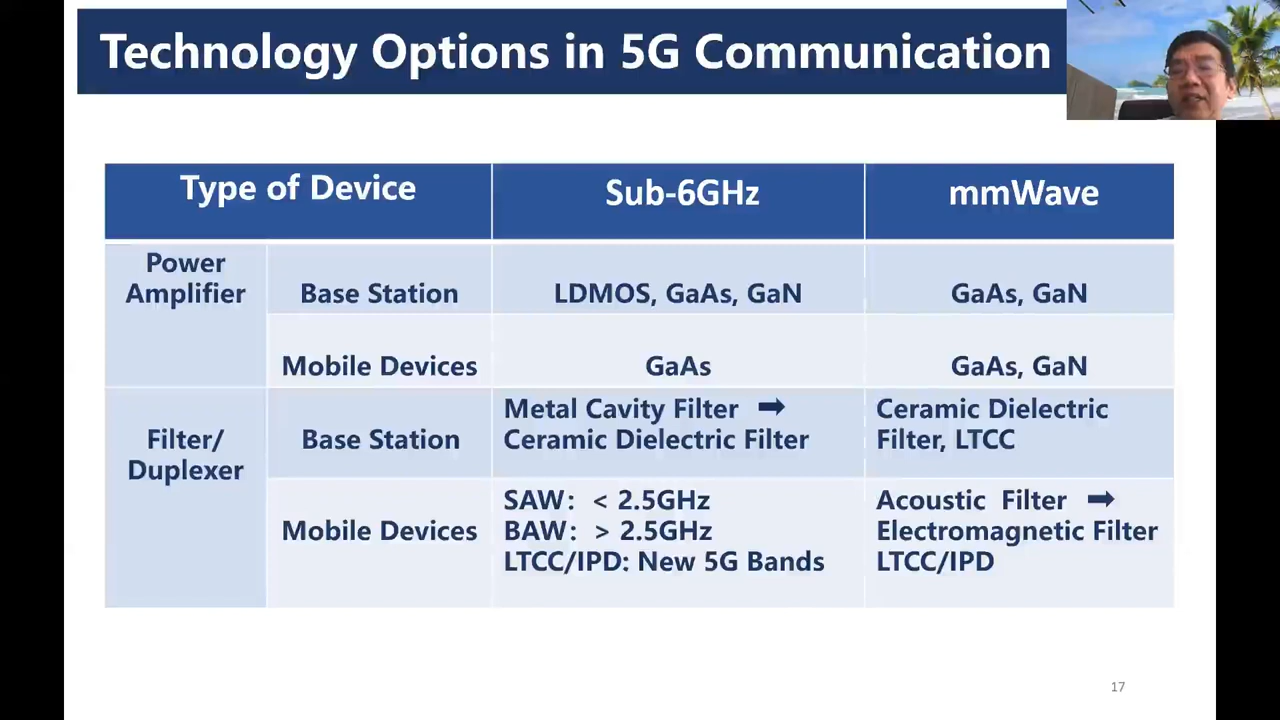 Technology Options in 5G Communication
Type of Device
Sub-6GHz
mmWave
Power
Amplifier
Base Station
LDMOS, GaAs, GaN
GaAs, GaN
Mobile Devices
GaAs
GaAs, GaN
Filter/
Duplexer
Base Station
Metal Cavity Filter ➡
Ceramic Dielectric Filter
Ceramic Dielectric
Filter, LTCC
Mobile Devices
SAW： < 2.5GHz
BAW： > 2.5GHz
LTCC/IPD: New 5G Bands
Acoustic Filter ➡
Electromagnetic Filter
LTCC/IPD
17